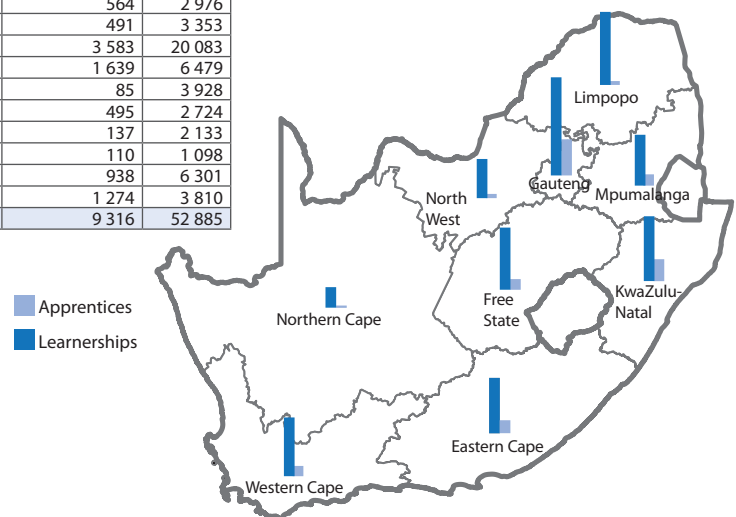 564 2 976
491 3 353
3 583 20 083
1 639 6 479
85 3 928
495 2 724
137 2 133
110 1 098
938 6 301
1 274 3 810
9 316 52 885
Limpopo
Gauteng
Mpumalanga
North
West
KwaZulu-
Natal
Free
State
Northern Cape
Apprentices
Learnerships
Eastern Cape
Western Cape